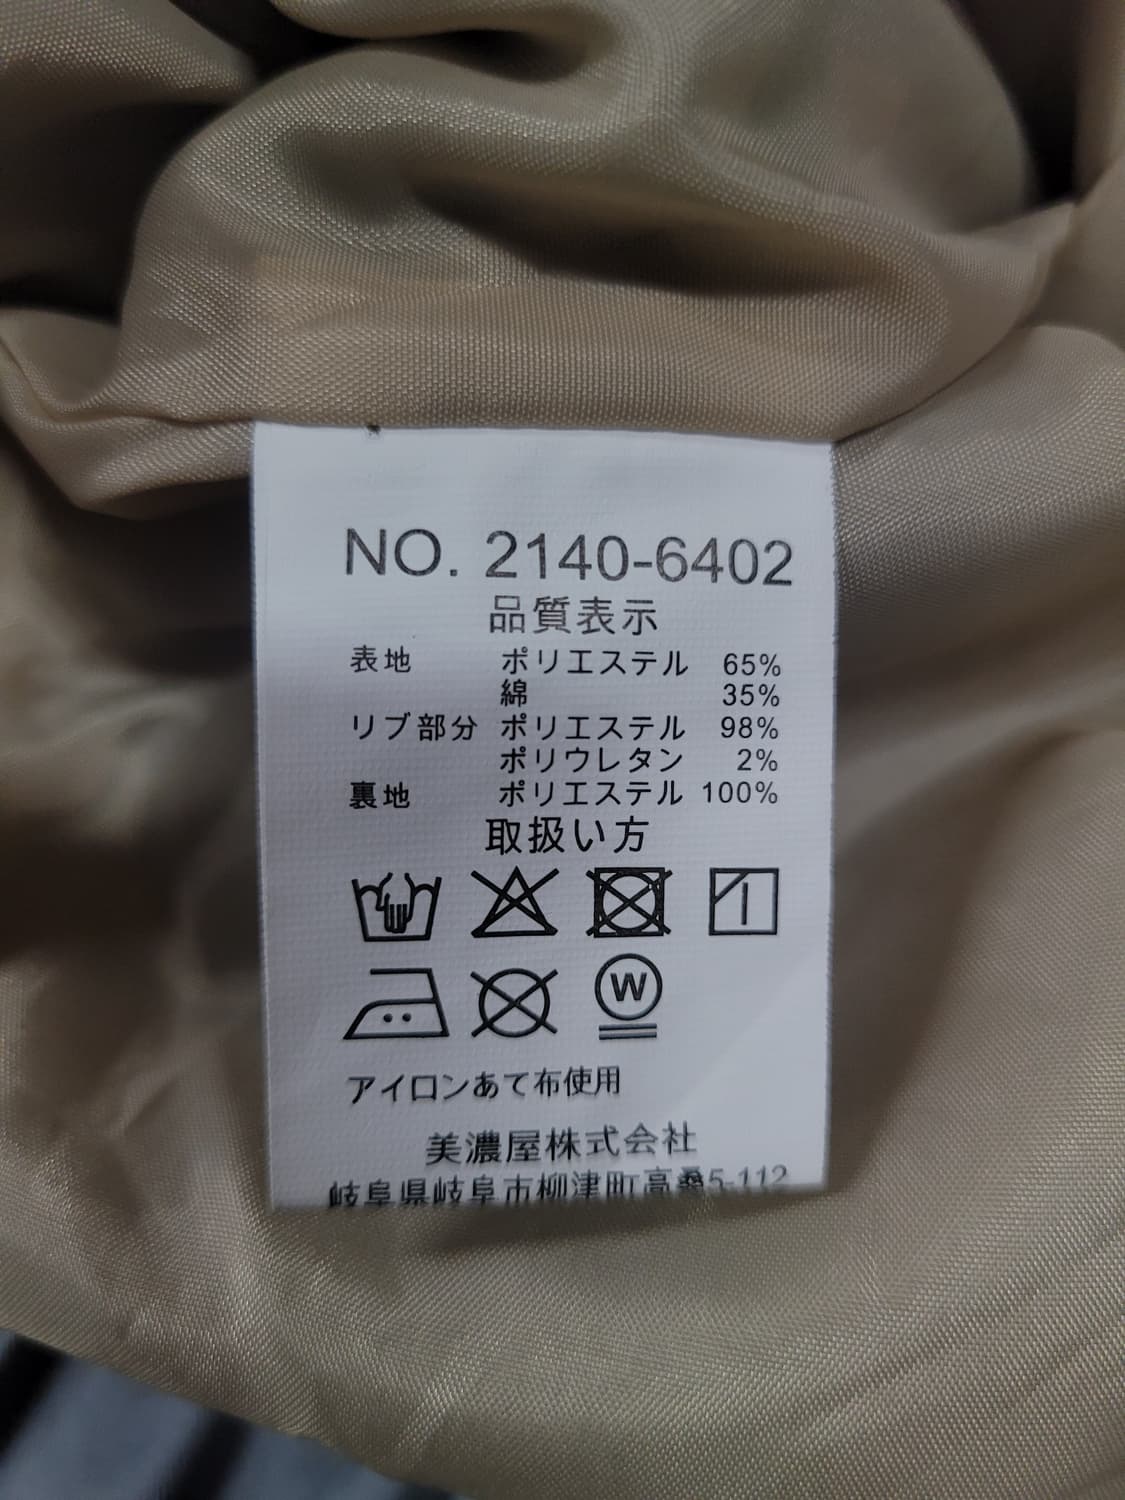 NO. 2140-6402
品質表示
表地 ポリエステル 65%
綿 35%
リブ部分 ポリエステル 98%
ポリウレタン 2%
裏地 ポリエステル 100%
取扱い方
W
アイロンあて布使用
美濃屋株式会社
岐阜県岐阜市柳津町高桑5-112